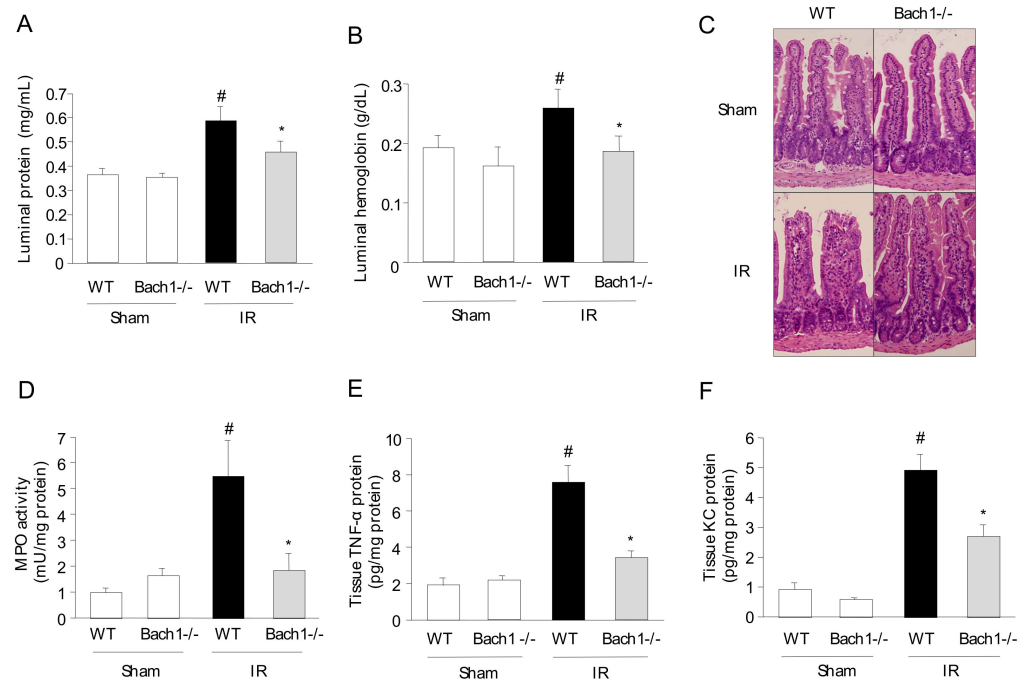 A
Luminal protein (mg/mL)
0.7
0.6
0.5
0.4
0.3
0.2
0.1
0
#
*
WT Bach1-/- WT Bach1-/-
Sham IR
B
Luminal hemoglobin (g/dL)
0.3
0.2
0.1
0
#
*
WT Bach1-/- WT Bach1-/-
Sham IR
C
WT Bach1-/-
Sham
IR
D
MPO activity
(mU/mg protein)
7
6
5
4
3
2
1
0
#
*
WT Bach1-/- WT Bach1-/-
Sham IR
E
Tissue TNF-α protein
(pg/mg protein)
10
8
6
4
2
0
#
*
WT Bach1 -/- WT Bach1-/-
Sham IR
F
Tissue KC protein
(pg/mg protein)
6
5
4
3
2
1
0
#
*
WT Bach1-/- WT Bach1-/-
Sham IR